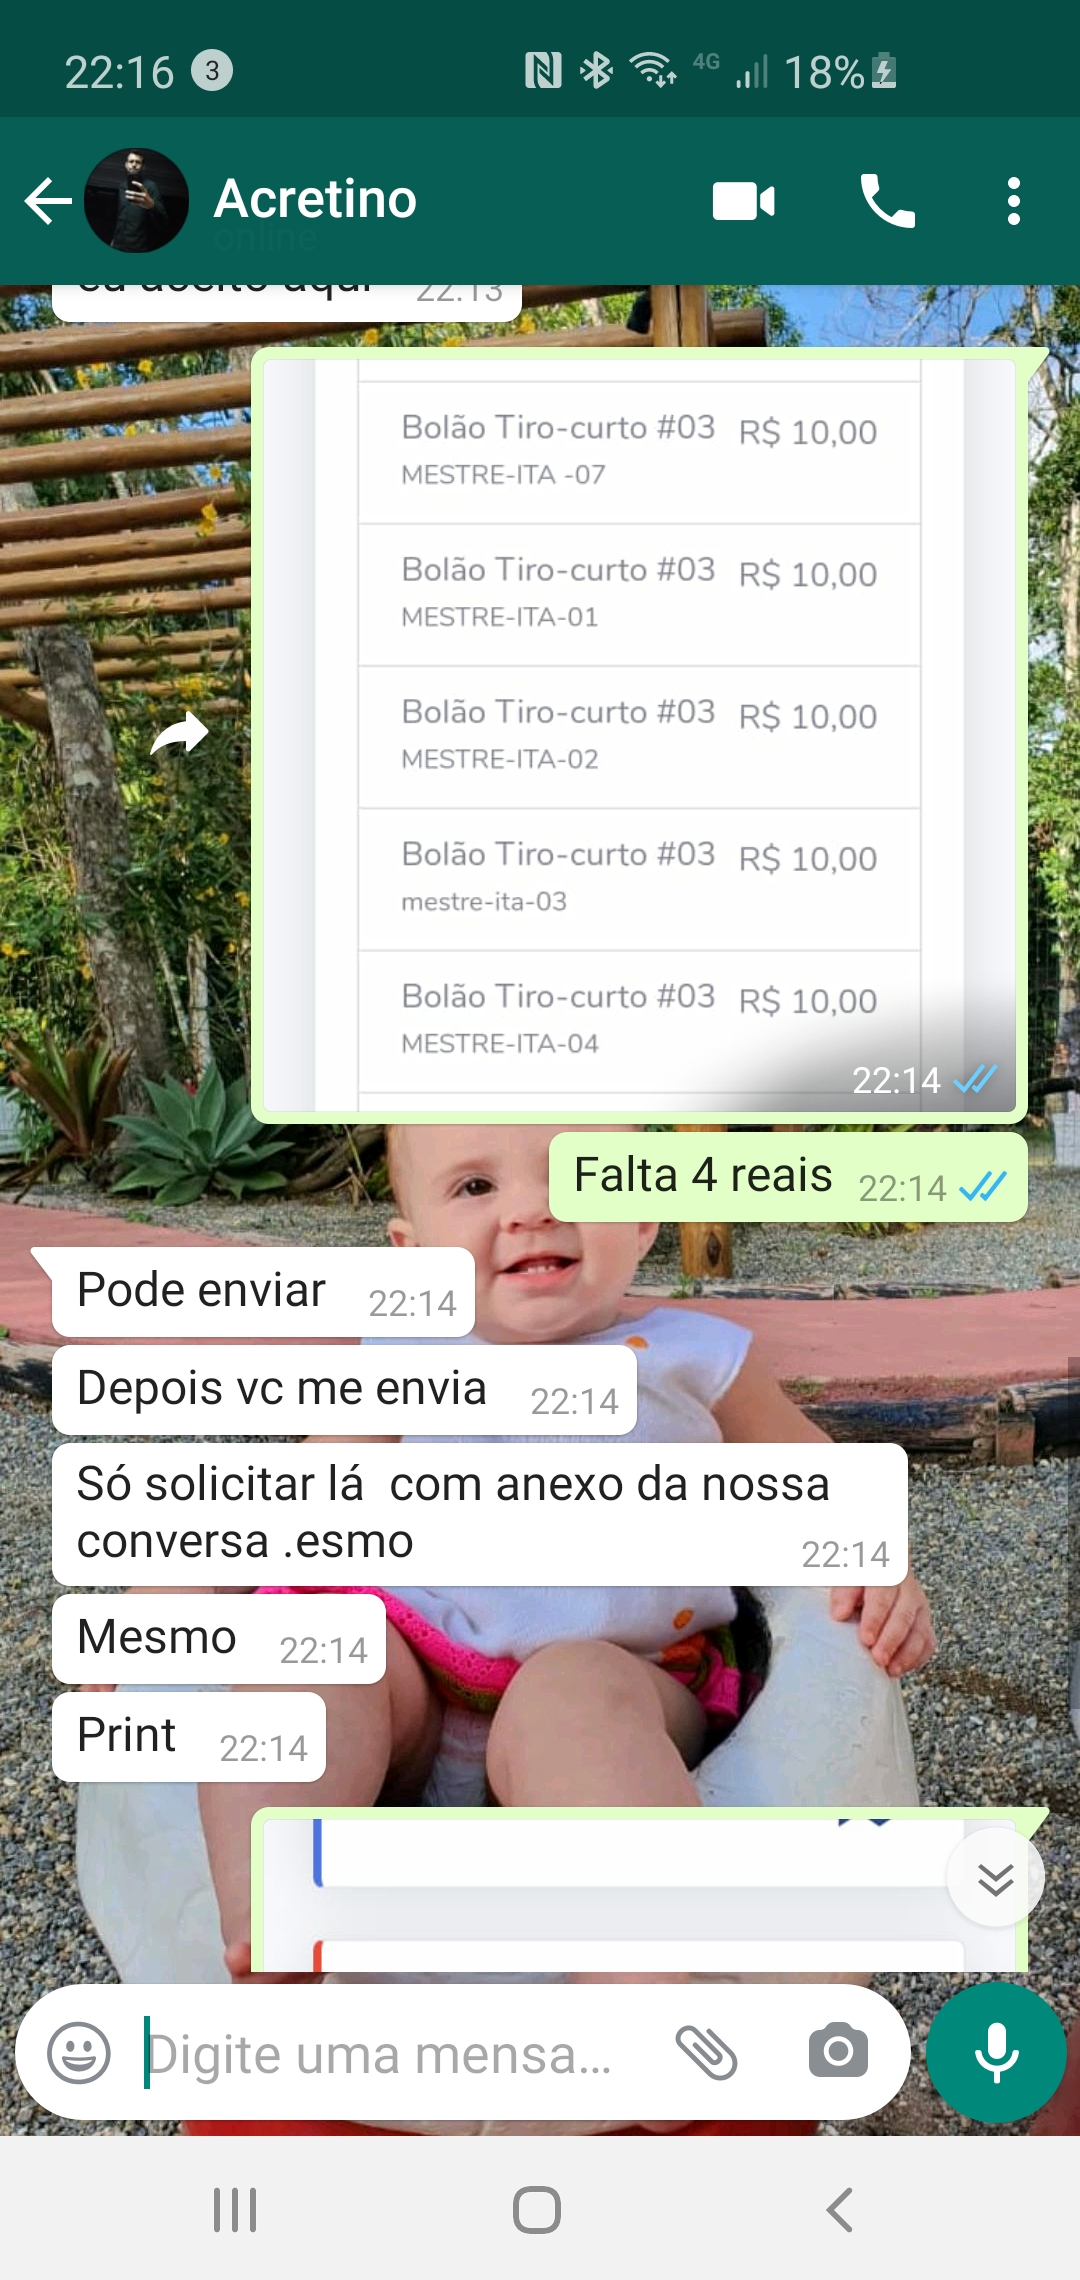 22:16 3 4G 18%
Acretino
online
eu aceito aqui 22:13
Bolão Tiro-curto #03 R$ 10,00
MESTRE-ITA -07
Bolão Tiro-curto #03 R$ 10,00
MESTRE-ITA-01
Bolão Tiro-curto #03 R$ 10,00
MESTRE-ITA-02
Bolão Tiro-curto #03 R$ 10,00
mestre-ita-03
Bolão Tiro-curto #03 R$ 10,00
MESTRE-ITA-04
22:14
Falta 4 reais 22:14
Pode enviar 22:14
Depois vc me envia 22:14
Só solicitar lá  com anexo da nossa
conversa .esmo 22:14
Mesmo 22:14
Print 22:14
Digite uma mensa...